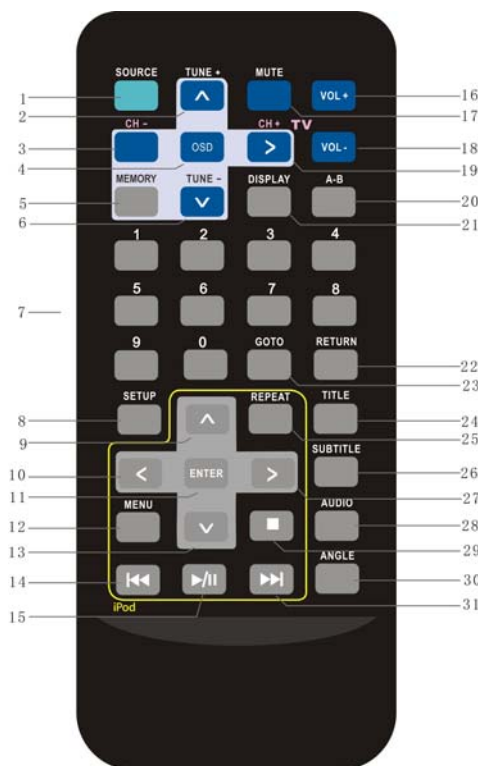 SOURCE TUNE + MUTE
1 VOL+ 16
2 17
CH − CH + TV
3 OSD VOL- 18
4 19
MEMORY TUNE − DISPLAY A-B
5 20
6 21
1 2 3 4
5 6 7 8
7
9 0 GOTO RETURN
22
23
SETUP REPEAT TITLE
8 24
9 25
SUBTITLE
10 ENTER 26
11 27
MENU AUDIO
12 28
13 29
ANGLE
14 30
15 iPod 31